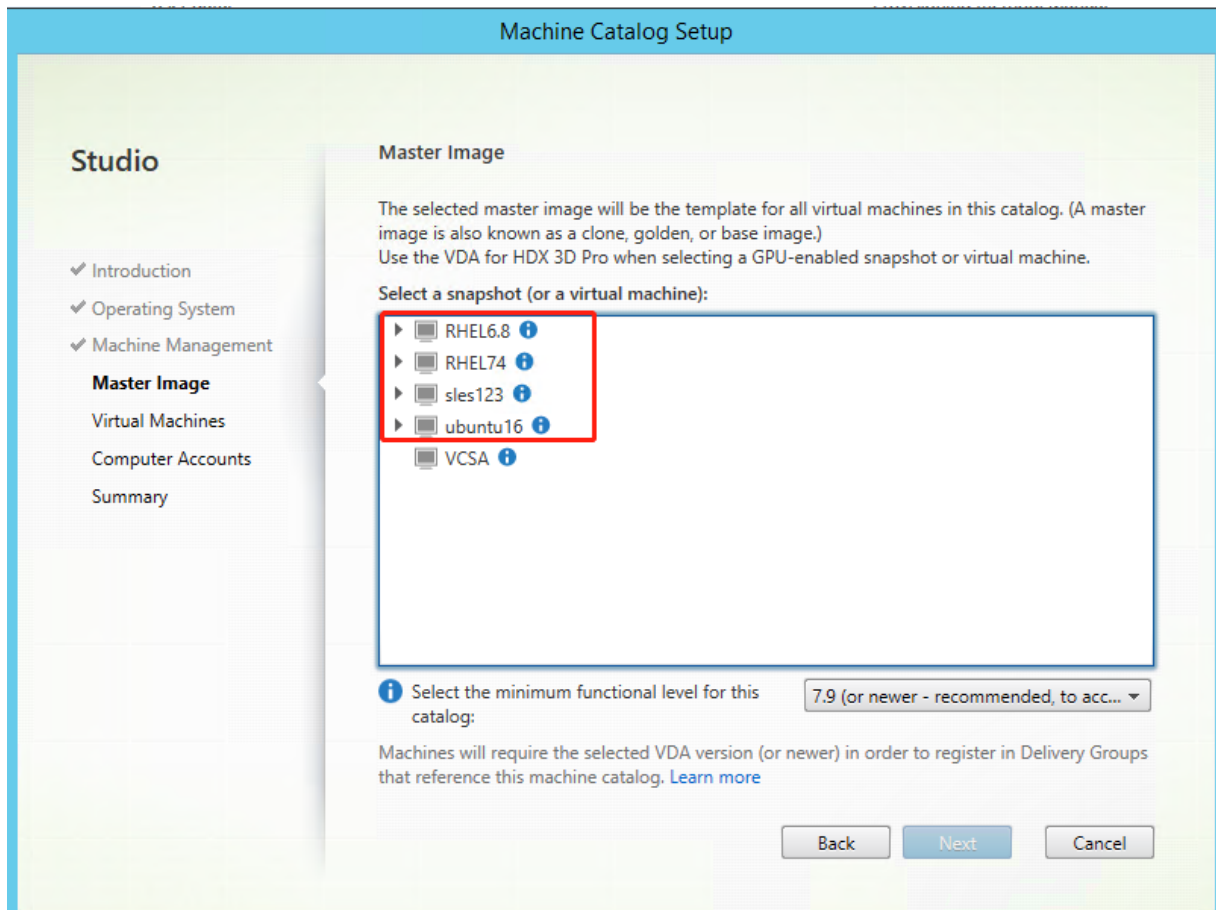 Machine Catalog Setup
Studio
Introduction
Operating System
Machine Management
Master Image
Virtual Machines
Computer Accounts
Summary
Master Image
The selected master image will be the template for all virtual machines in this catalog. (A master
image is also known as a clone, golden, or base image.)
Use the VDA for HDX 3D Pro when selecting a GPU-enabled snapshot or virtual machine.
Select a snapshot (or a virtual machine):
RHEL6.8
RHEL74
sles123
ubuntu16
VCSA
Select the minimum functional level for this
catalog:
7.9 (or newer - recommended, to acc...
Machines will require the selected VDA version (or newer) in order to register in Delivery Groups
that reference this machine catalog. Learn more
Back
Next
Cancel